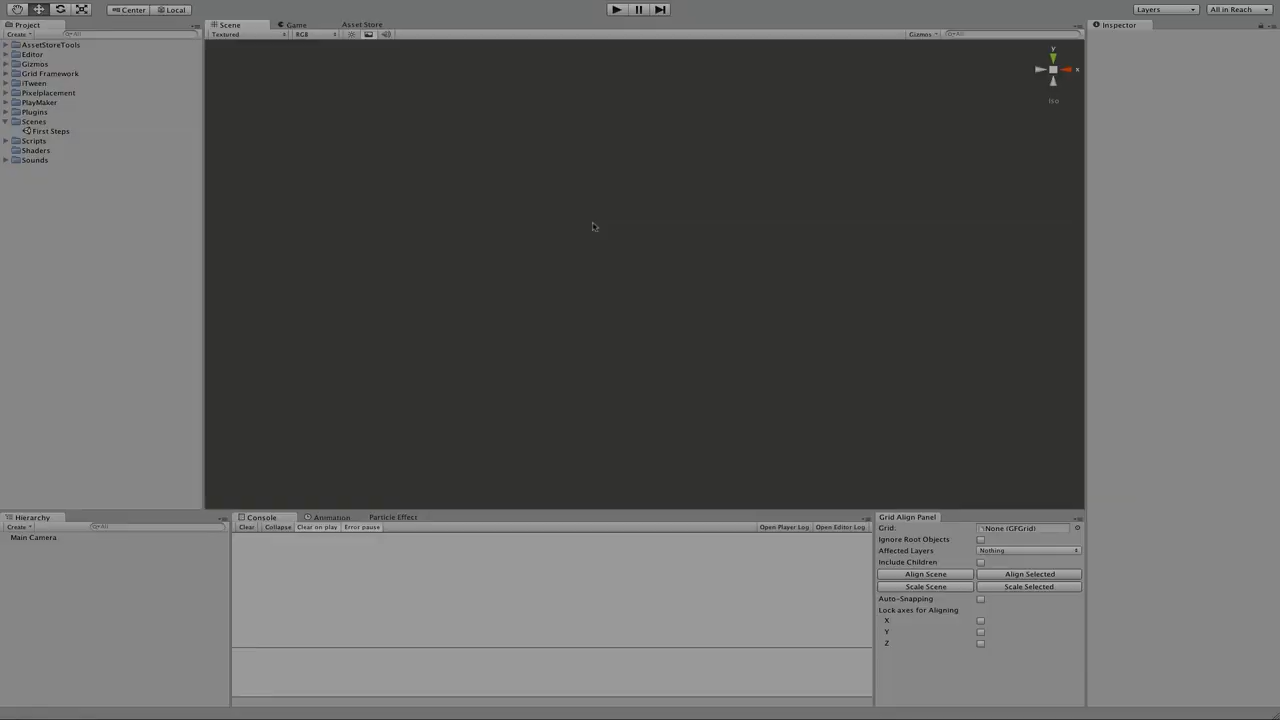 Center Local Layers All in Reach
Project Scene Game Asset Store Inspector
Create All Textured RGB Gizmos All
AssetStoreTools
Editor
Gizmos
Grid Framework
iTween
Pixelplacement
PlayMaker
Plugins
Scenes
First Steps
Scripts
Shaders
Sounds
y
x
Iso
Hierarchy
Create All
Main Camera
Console Animation Particle Effect
Clear Collapse Clear on play Error pause Open Player Log Open Editor Log
Grid Align Panel
Grid: None (GFGrid)
Ignore Root Objects
Affected Layers Nothing
Include Children
Align Scene Align Selected
Scale Scene Scale Selected
Auto-Snapping
Lock axes for Aligning
X
Y
Z